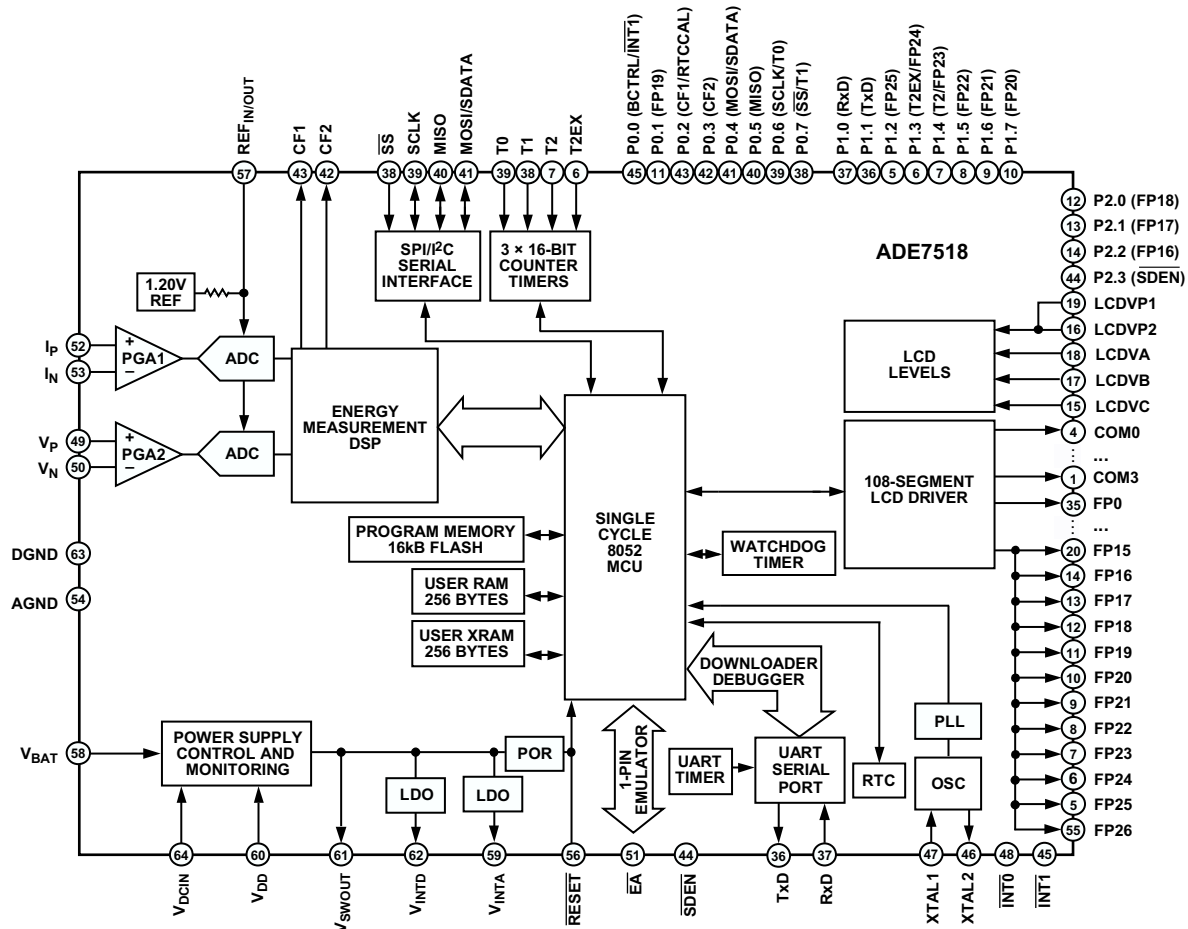 REFIN/OUT
CF1
CF2
SS
SCLK
MISO
MOSI/SDATA
T0
T1
T2
T2EX
P0.0 (BCTRL/INT1)
P0.1 (FP19)
P0.2 (CF1/RTCCAL)
P0.3 (CF2)
P0.4 (MOSI/SDATA)
P0.5 (MISO)
P0.6 (SCLK/T0)
P0.7 (SS/T1)
P1.0 (RxD)
P1.1 (TxD)
P1.2 (FP25)
P1.3 (T2EX/FP24)
P1.4 (T2/FP23)
P1.5 (FP22)
P1.6 (FP21)
P1.7 (FP20)
57 43 42 38 39 40 41 39 38 7 6 45 11 43 42 41 40 39 38 37 36 5 6 7 8 9 10
ADE7518
12 P2.0 (FP18)
13 P2.1 (FP17)
14 P2.2 (FP16)
44 P2.3 (SDEN)
19 LCDVP1
16 LCDVP2
18 LCDVA
17 LCDVB
15 LCDVC
4 COM0
...
1 COM3
35 FP0
...
20 FP15
14 FP16
13 FP17
12 FP18
11 FP19
10 FP20
9 FP21
8 FP22
7 FP23
6 FP24
5 FP25
55 FP26
SPI/I2C
SERIAL
INTERFACE
3 × 16-BIT
COUNTER
TIMERS
1.20V
REF
IP 52
IN 53
+
PGA1
–
ADC
VP 49
VN 50
+
PGA2
–
ADC
ENERGY
MEASUREMENT
DSP
LCD
LEVELS
108-SEGMENT
LCD DRIVER
SINGLE
CYCLE
8052
MCU
PROGRAM MEMORY
16kB FLASH
USER RAM
256 BYTES
USER XRAM
256 BYTES
WATCHDOG
TIMER
DGND 63
AGND 54
DOWNLOADER
DEBUGGER
VBAT 58
POWER SUPPLY
CONTROL AND
MONITORING
LDO
LDO
POR
1-PIN
EMULATOR
UART
TIMER
UART
SERIAL
PORT
RTC
PLL
OSC
64 60 61 62 59 56 51 44 36 37 47 46 48 45
VDCIN
VDD
VSWOUT
VINTD
VINTA
RESET
EA
SDEN
TxD
RxD
XTAL1
XTAL2
INT0
INT1